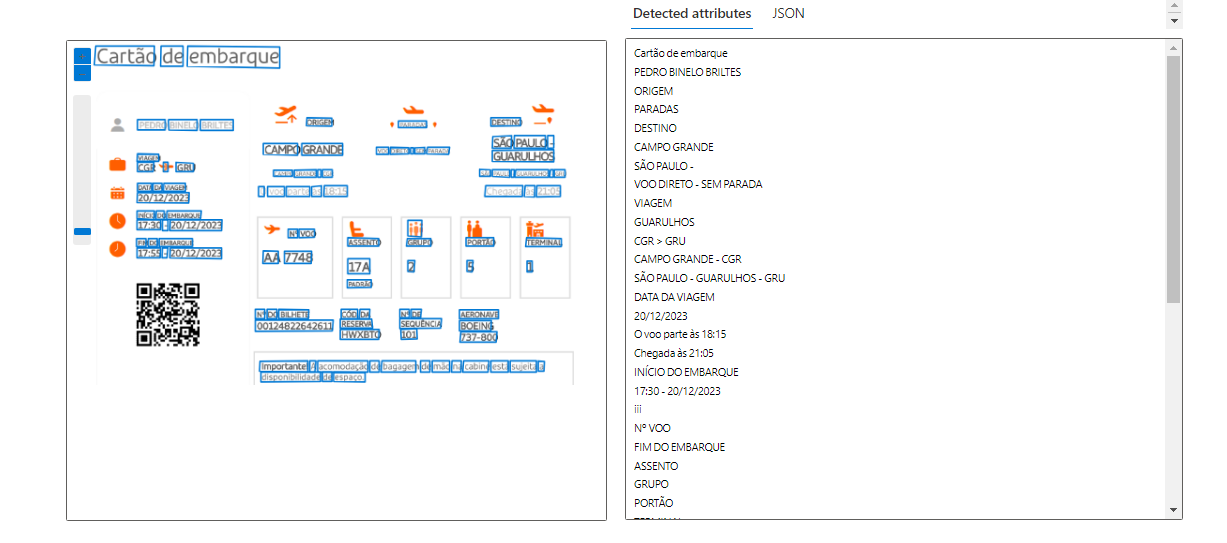 Detected attributes JSON
Cartão de embarque
PEDRO BINELO BRILTES
ORIGEM
DESTINO
CAMPO GRANDE
SÃO PAULO -
GUARULHOS
VOO DIRETO - SEM PARADA
CAMPO GRANDE - CGR
O voo parte às 18:15
Chegada às 21:05
VIAGEM
CGR GRU
DATA DA VIAGEM
20/12/2023
INÍCIO DO EMBARQUE
17:30 - 20/12/2023
FIM DO EMBARQUE
17:55 - 20/12/2023
Nº VOO
AA 7748
ASSENTO
17A
PADRÃO
GRUPO
2
PORTÃO
5
TERMINAL
1
Nº DO BILHETE
00124822642611
CÓD. DA
RESERVA
HWXBTO
Nº DE
SEQUÊNCIA
101
AERONAVE
BOEING
737-800
Importante! A acomodação de bagagem de mão na cabine está sujeita a
disponibilidade de espaço.
Cartão de embarque
PEDRO BINELO BRILTES
ORIGEM
PARADAS
DESTINO
CAMPO GRANDE
SÃO PAULO -
VOO DIRETO - SEM PARADA
VIAGEM
GUARULHOS
CGR > GRU
CAMPO GRANDE - CGR
SÃO PAULO - GUARULHOS - GRU
DATA DA VIAGEM
20/12/2023
O voo parte às 18:15
Chegada às 21:05
INÍCIO DO EMBARQUE
17:30 - 20/12/2023
iii
Nº VOO
FIM DO EMBARQUE
ASSENTO
GRUPO
PORTÃO
TERMINAL